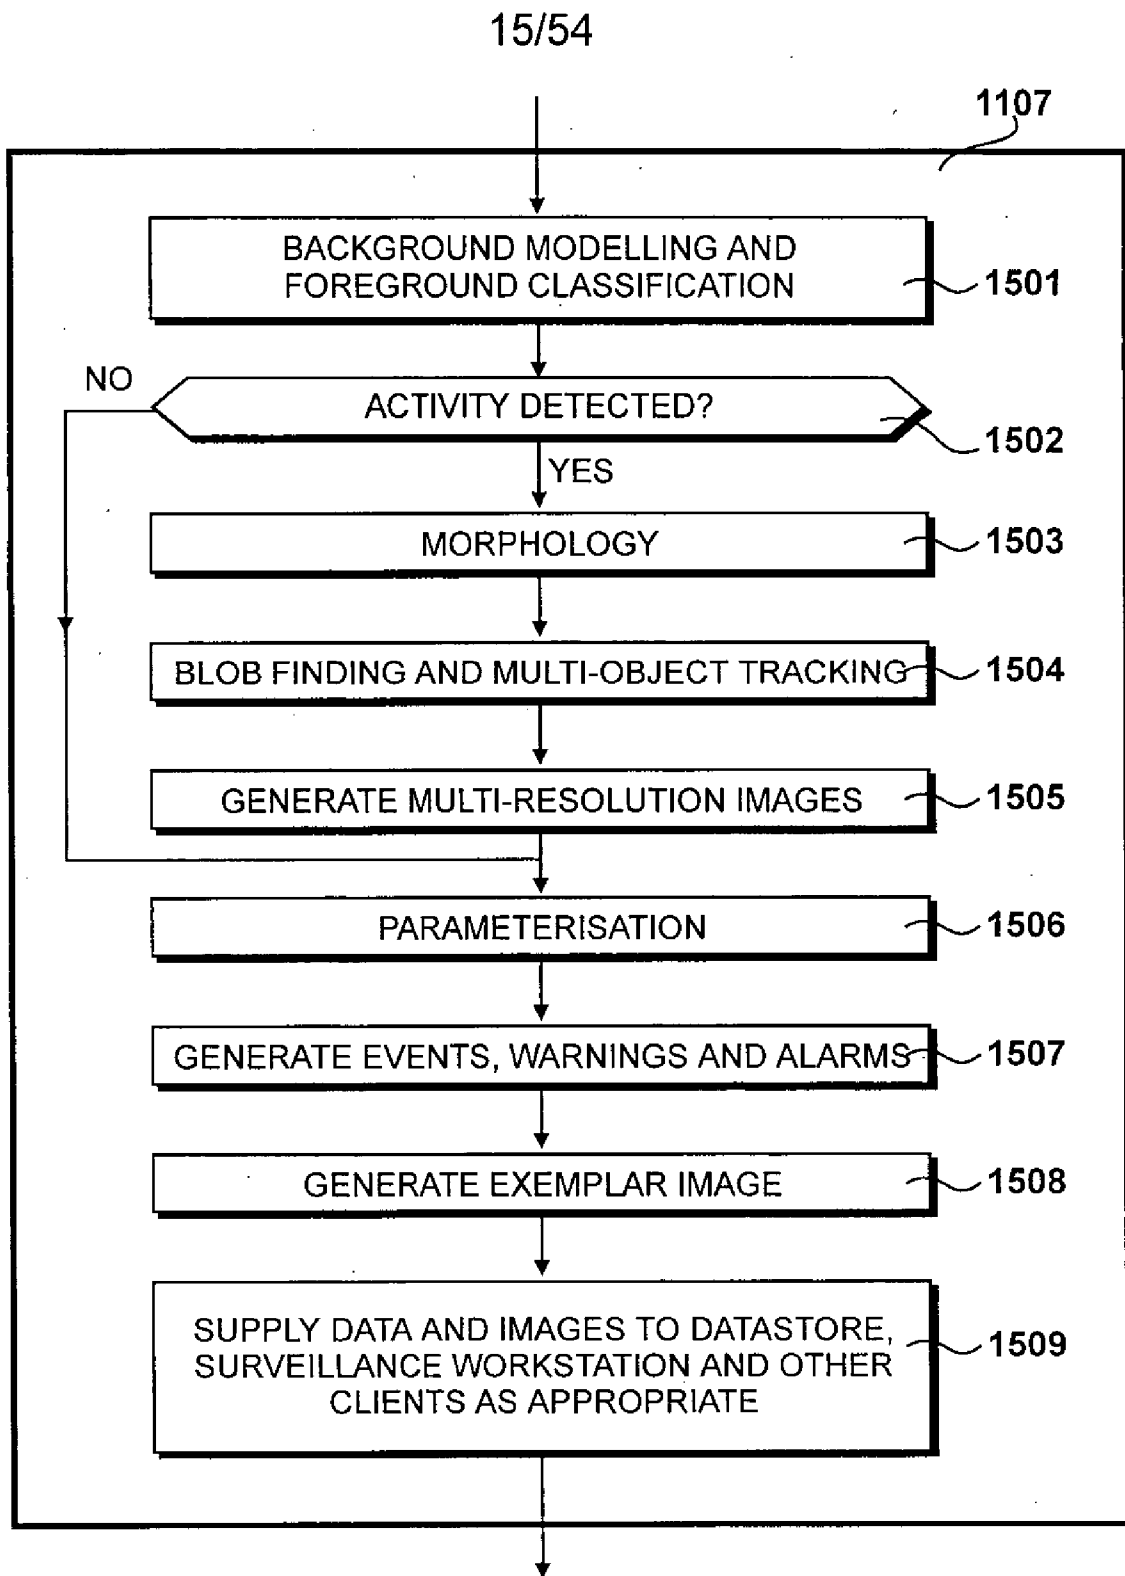 15/54
1107
BACKGROUND MODELLING AND
FOREGROUND CLASSIFICATION
1501
NO
ACTIVITY DETECTED?
1502
YES
MORPHOLOGY
1503
BLOB FINDING AND MULTI-OBJECT TRACKING
1504
GENERATE MULTI-RESOLUTION IMAGES
1505
PARAMETERISATION
1506
GENERATE EVENTS, WARNINGS AND ALARMS
1507
GENERATE EXEMPLAR IMAGE
1508
SUPPLY DATA AND IMAGES TO DATASTORE,
SURVEILLANCE WORKSTATION AND OTHER
CLIENTS AS APPROPRIATE
1509